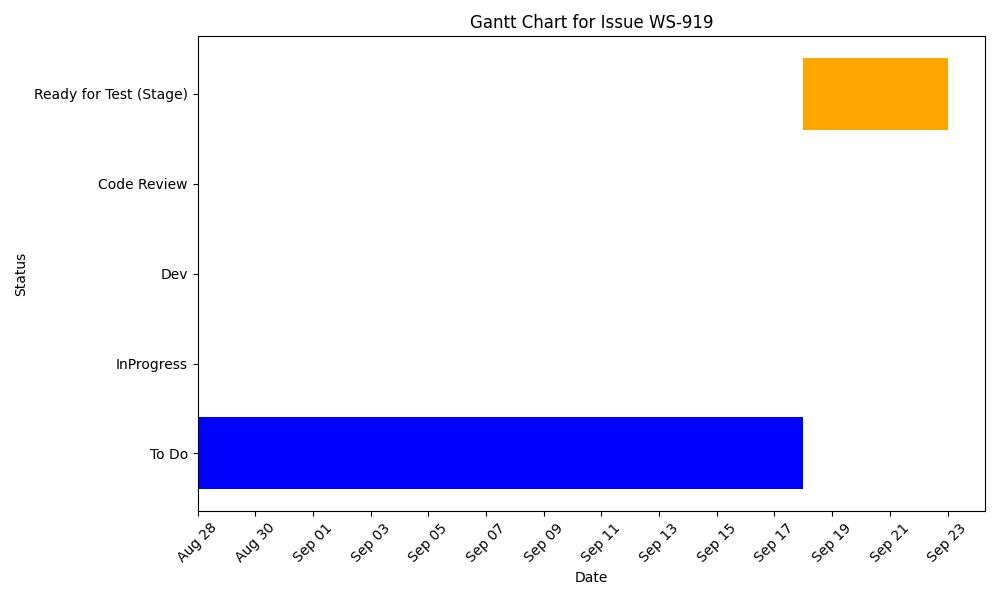 Gantt Chart for Issue WS-919
Ready for Test (Stage)
Code Review
Dev
InProgress
To Do
Status
Aug 28
Aug 30
Sep 01
Sep 03
Sep 05
Sep 07
Sep 09
Sep 11
Sep 13
Sep 15
Sep 17
Sep 19
Sep 21
Sep 23
Date